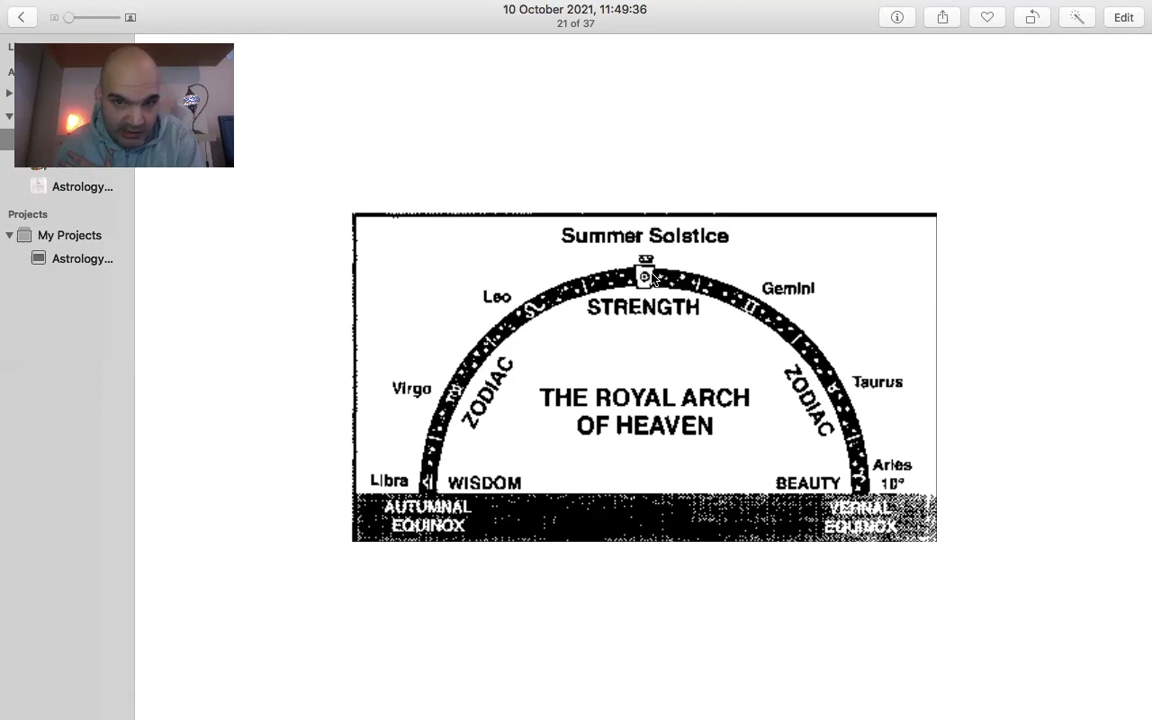 10 October 2021, 11:49:36
21 of 37
Edit
L
A
Astrology...
Projects
My Projects
Astrology...
Summer Solstice
Leo
Gemini
STRENGTH
Virgo
ZODIAC
THE ROYAL ARCH
OF HEAVEN
ZODIAC
Taurus
Libra
WISDOM
BEAUTY
Aries
10°
AUTUMNAL
EQUINOX
VERNAL
EQUINOX